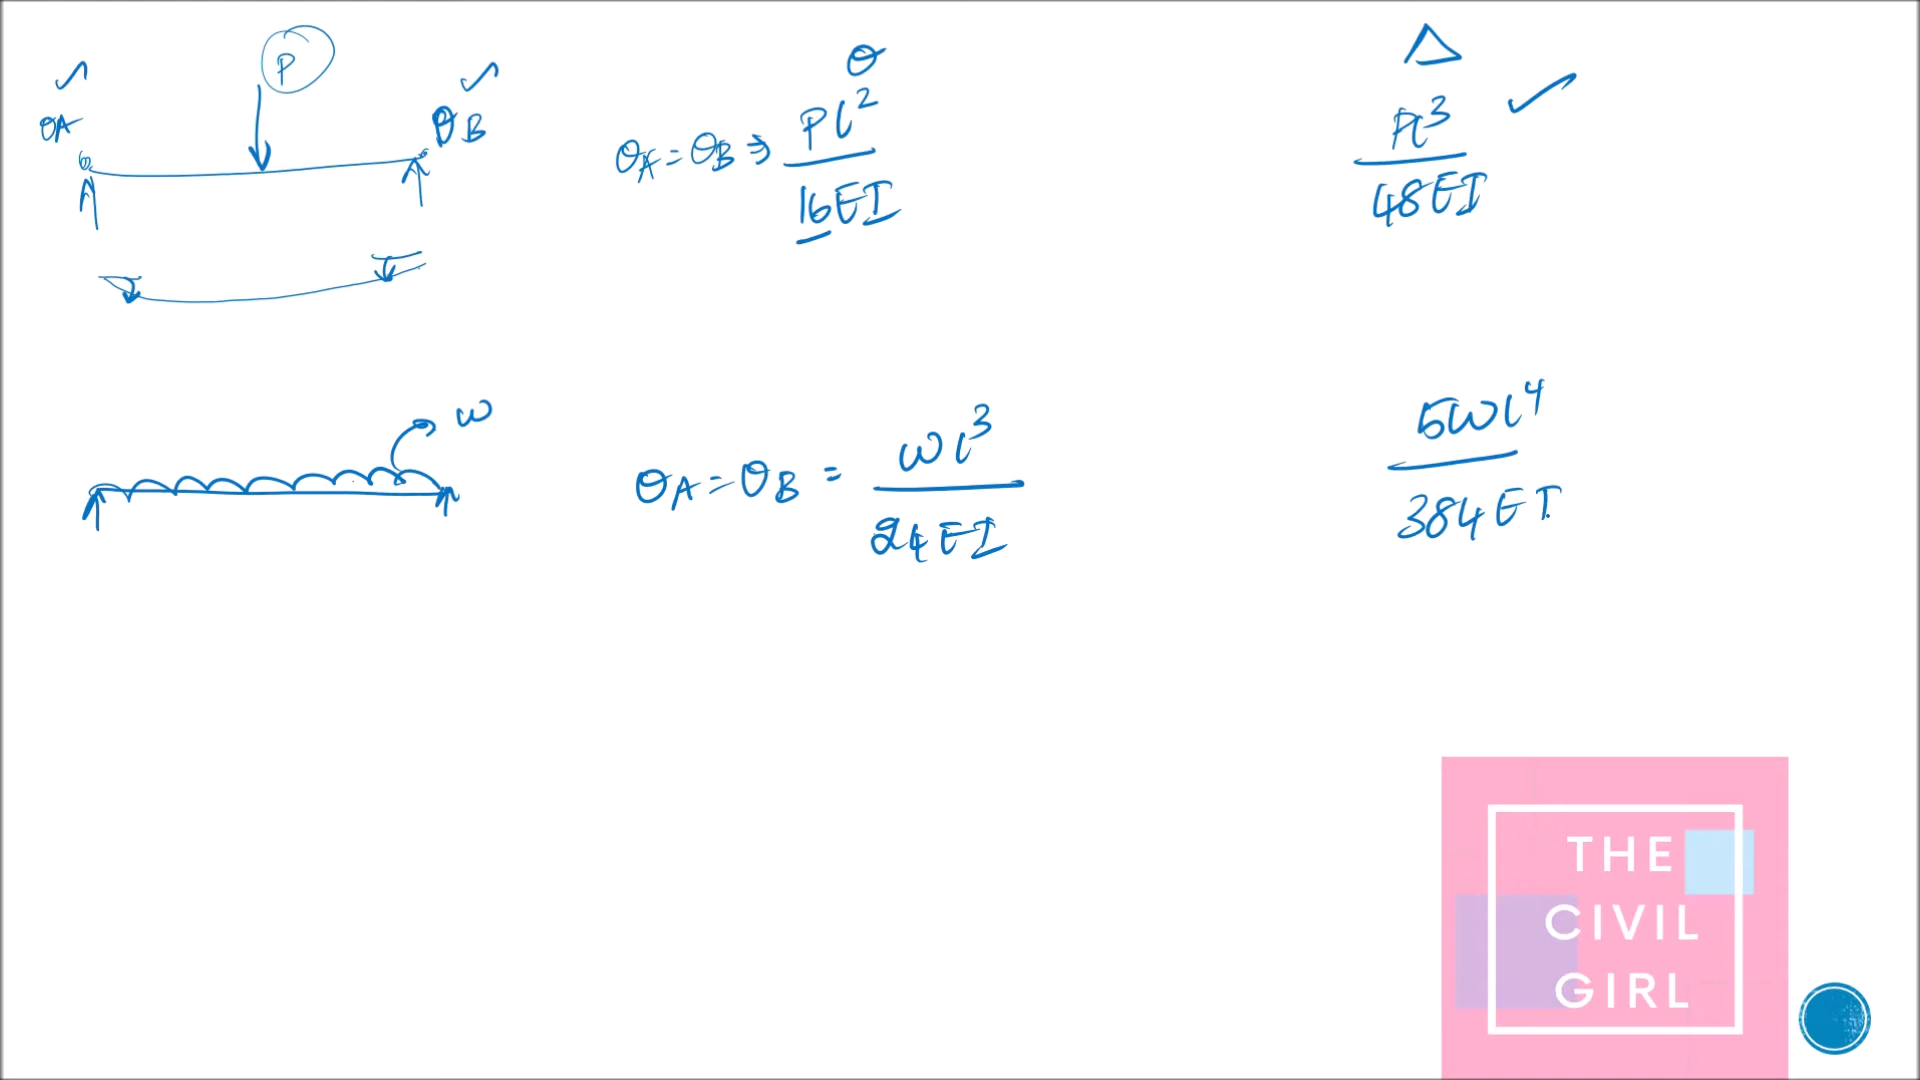 P
θA
θB
θ
Δ
θA = θB ⇒ Pl²/16EI
Pl³/48EI
w
θA = θB = wl³/24EI
5wl⁴/384EI
THE
CIVIL
GIRL